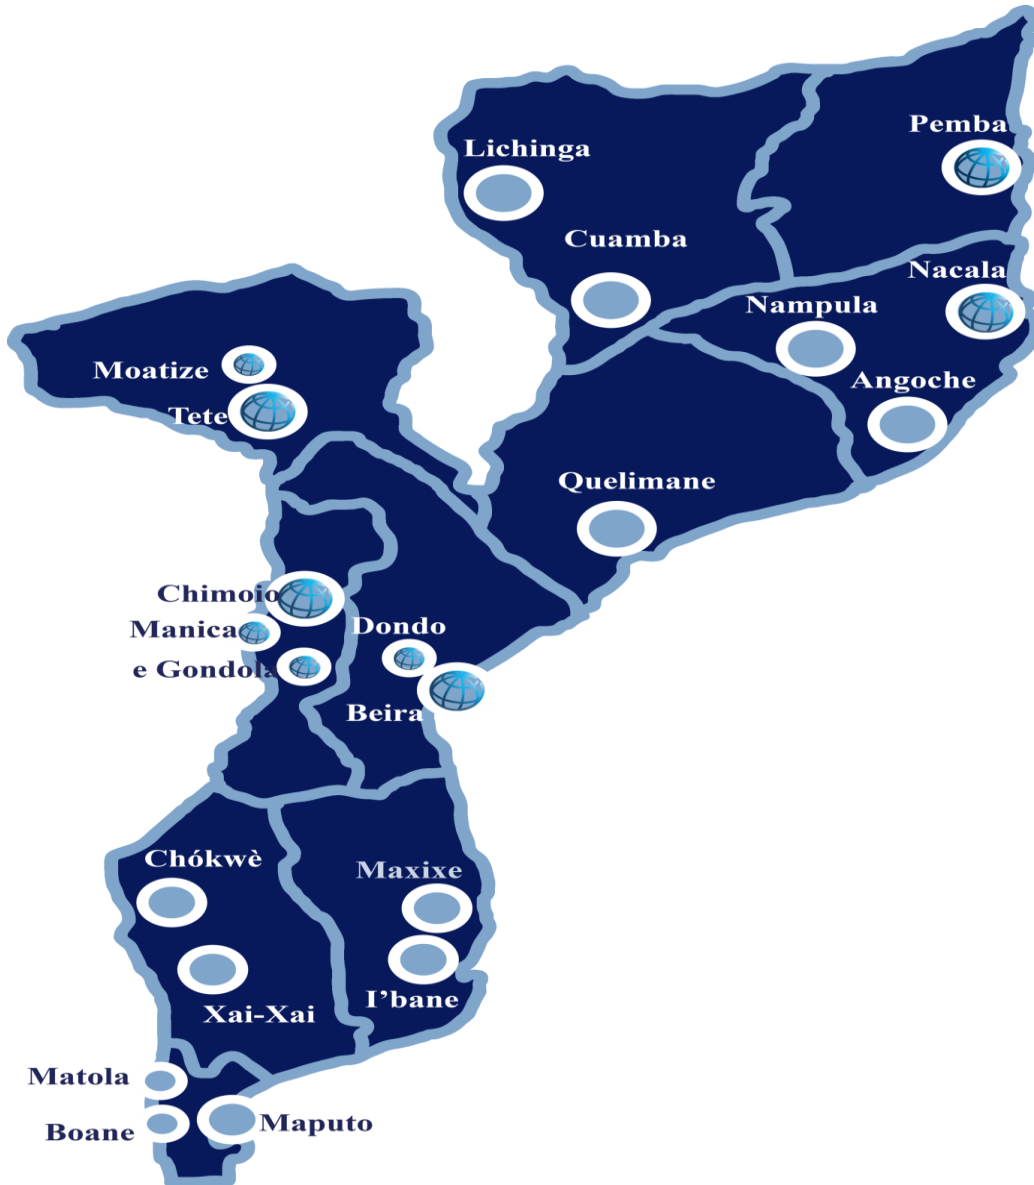 Pemba
Lichinga
Cuamba
Nacala
Nampula
Moatize
Angoche
Tete
Quelimane
Chimoio
Manica
Dondo
e Gondola
Beira
Chókwè
Maxixe
I’bane
Xai-Xai
Matola
Maputo
Boane